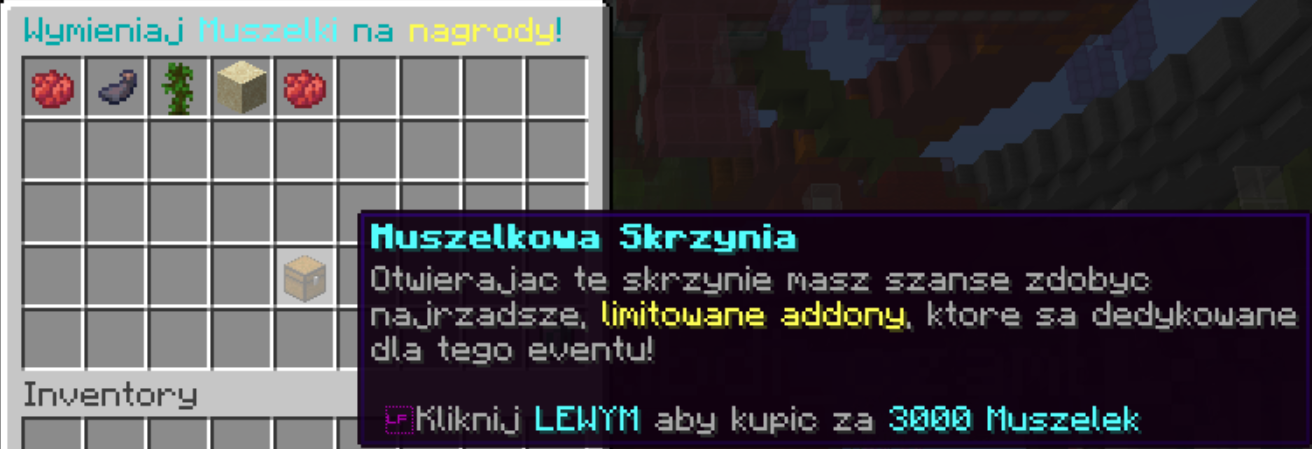 Wymieniaj Muszelki na nagrody!
Muszelkowa Skrzynia
Otwierajac te skrzynie masz szanse zdobyc
najrzadsze, limitowane addony, ktore sa dedykowane
dla tego eventu!
LF Kliknij LEWYM aby kupic za 3000 Muszelek
Inventory